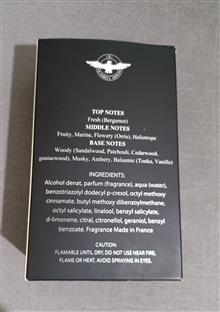 TOP NOTES
Fresh (Bergamot)
MIDDLE NOTES
Fruity, Marine, Flowery (Orris), Heliotrope
BASE NOTES
Woody (Sandalwood, Patchouli, Cedarwood,
guaiacwood), Musky, Ambery, Balsamic (Tonka, Vanilla)
INGREDIENTS:
Alcohol denat, parfum (fragrance), aqua (water),
benzotriazolyl dodecyl p-cresol, octyl methoxy
cinnamate, butyl methoxy dibenzoylmethane,
octyl salicylate, linalool, benzyl salicylate,
d-limonene, citral, citronellol, geraniol, benzyl
benzoate. Fragrance Made in France
CAUTION:
FLAMABLE UNTIL DRY, DO NOT USE NEAR FIRE,
FLAME OR HEAT, AVOID SPRAYING IN EYES.